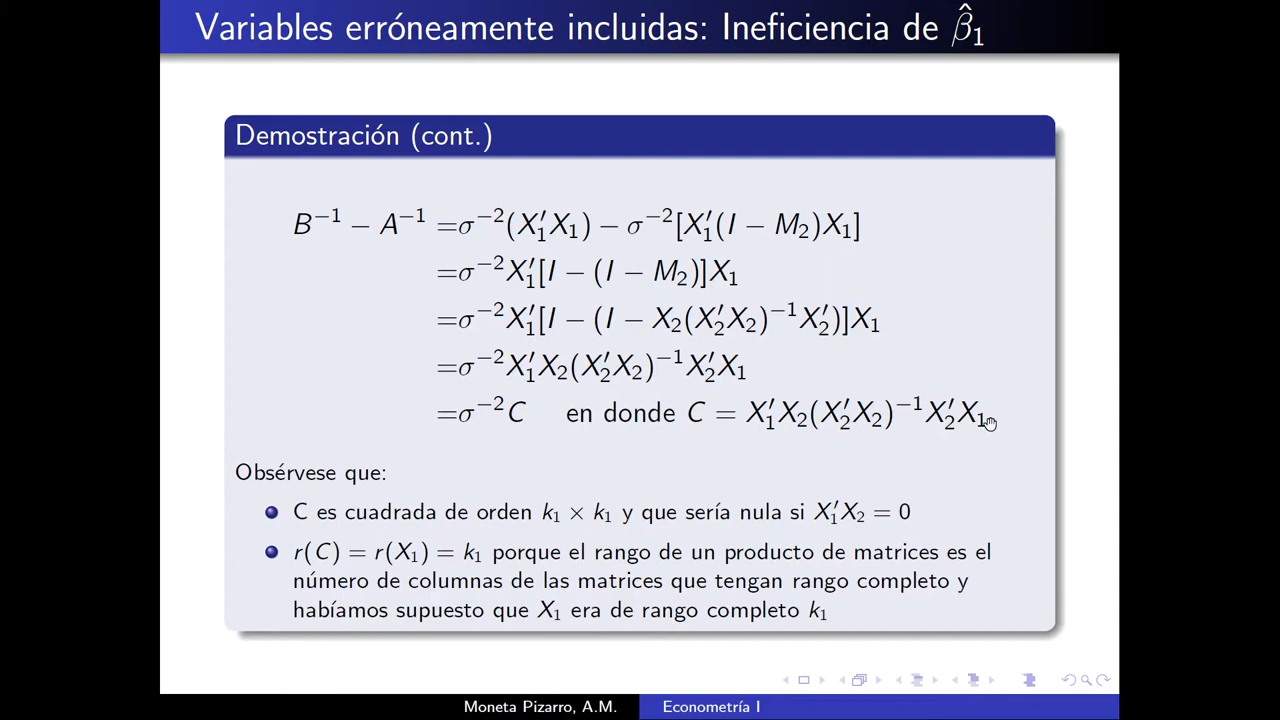 Variables erróneamente incluidas: Ineficiencia de β̂₁
Demostración (cont.)
B⁻¹ − A⁻¹ =σ⁻²(X₁′X₁) − σ⁻²[X₁′(I − M₂)X₁]
=σ⁻²X₁′[I − (I − M₂)]X₁
=σ⁻²X₁′[I − (I − X₂(X₂′X₂)⁻¹X₂′)]X₁
=σ⁻²X₁′X₂(X₂′X₂)⁻¹X₂′X₁
=σ⁻²C en donde C = X₁′X₂(X₂′X₂)⁻¹X₂′X₁
Obsérvese que:
C es cuadrada de orden k₁ × k₁ y que sería nula si X₁′X₂ = 0
r(C) = r(X₁) = k₁ porque el rango de un producto de matrices es el
número de columnas de las matrices que tengan rango completo y
habíamos supuesto que X₁ era de rango completo k₁
Moneta Pizarro, A.M. Econometría I